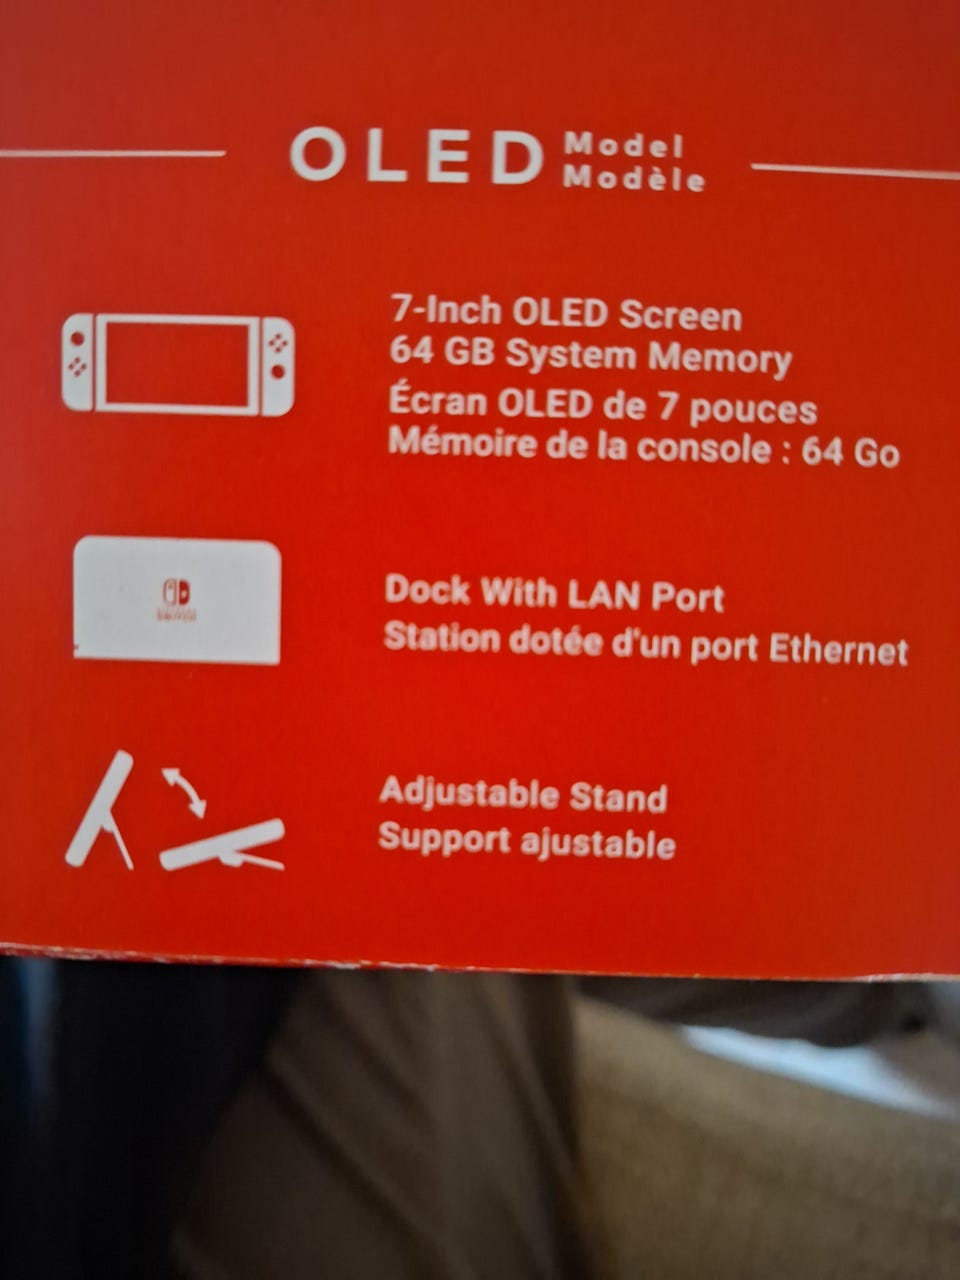 OLED Model
Modèle
7-Inch OLED Screen
64 GB System Memory
Écran OLED de 7 pouces
Mémoire de la console : 64 Go
SWITCH
Dock With LAN Port
Station dotée d'un port Ethernet
Adjustable Stand
Support ajustable